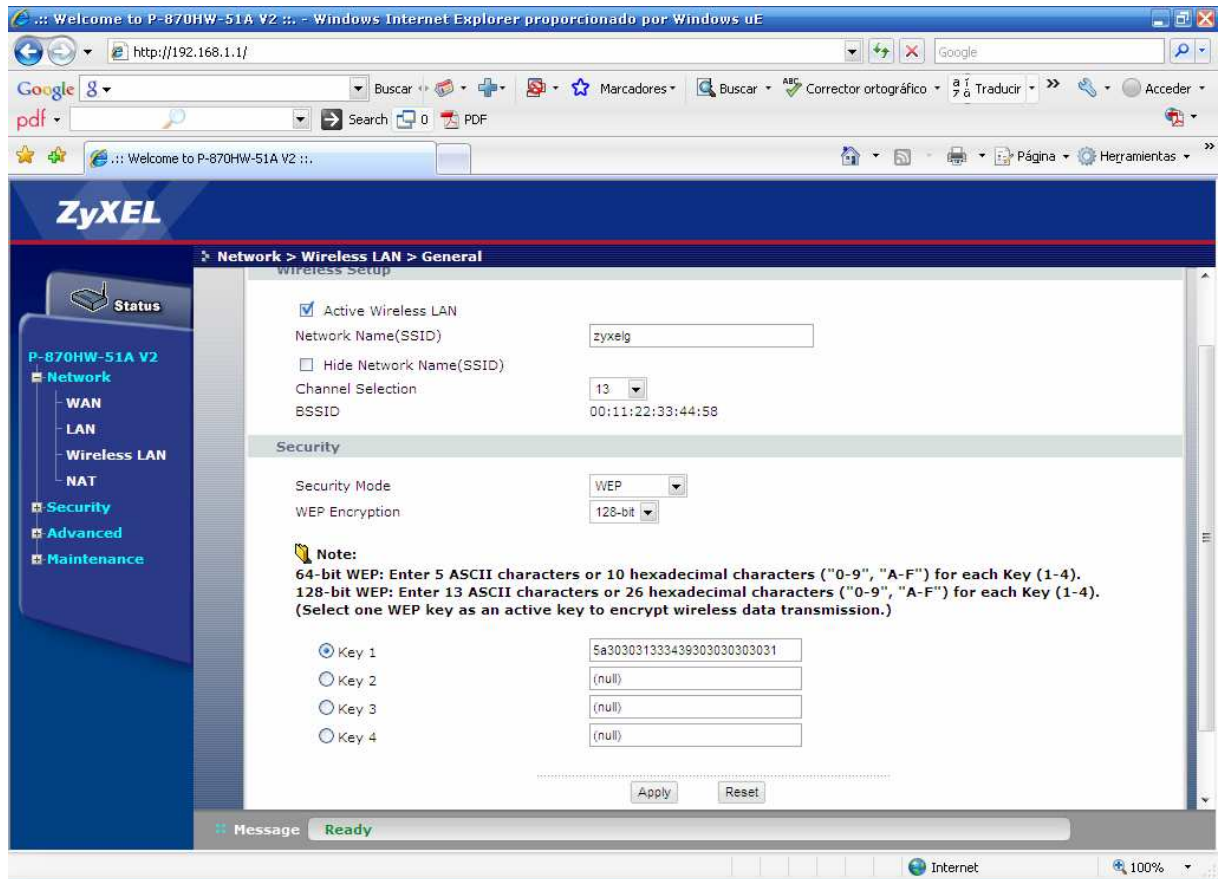 .:: Welcome to P-870HW-51A V2 ::. - Windows Internet Explorer proporcionado por Windows uE
http://192.168.1.1/
Google
Google
Buscar
Marcadores
Buscar
ABC
Corrector ortográfico
Traducir
»
Acceder
pdf
Search
0
PDF
.:: Welcome to P-870HW-51A V2 ::.
Página
Herramientas
»
ZyXEL
Network > Wireless LAN > General
Status
P-870HW-51A V2
Network
WAN
LAN
Wireless LAN
NAT
Security
Advanced
Maintenance
Wireless Setup
Active Wireless LAN
Network Name(SSID)
zyxelg
Hide Network Name(SSID)
Channel Selection
13
BSSID
00:11:22:33:44:58
Security
Security Mode
WEP
WEP Encryption
128-bit
Note:
64-bit WEP: Enter 5 ASCII characters or 10 hexadecimal characters ("0-9", "A-F") for each Key (1-4).
128-bit WEP: Enter 13 ASCII characters or 26 hexadecimal characters ("0-9", "A-F") for each Key (1-4).
(Select one WEP key as an active key to encrypt wireless data transmission.)
Key 1
5a303031333439303030303031
Key 2
(null)
Key 3
(null)
Key 4
(null)
Apply
Reset
Message
Ready
Internet
100%